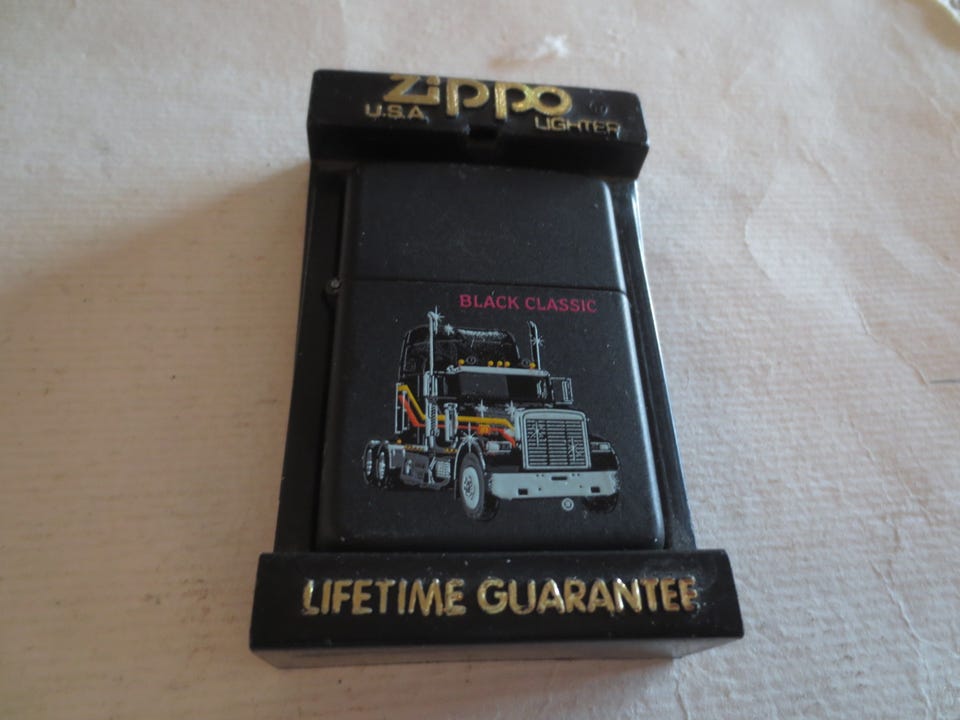 Zippo
U.S.A. LIGHTER
BLACK CLASSIC
LIFETIME GUARANTEE